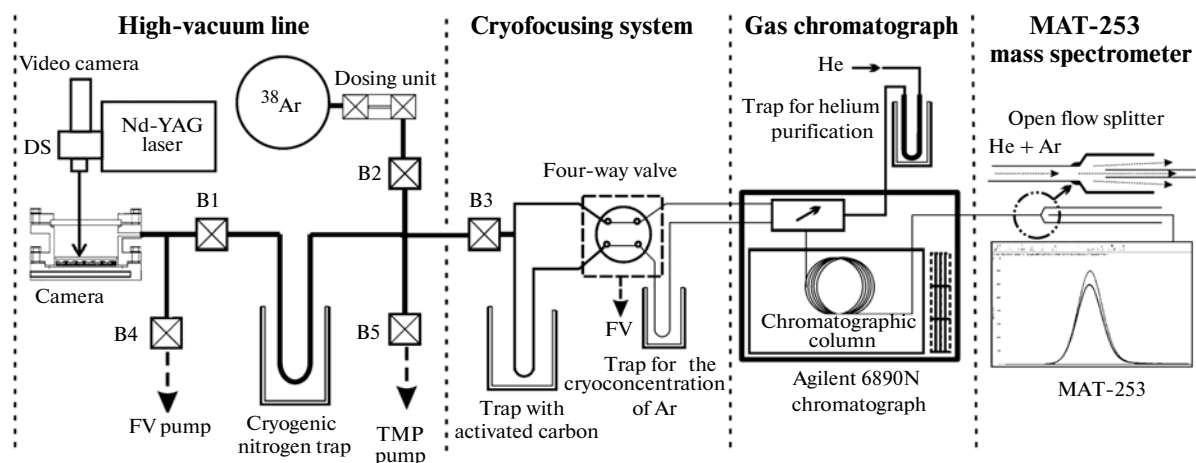 High-vacuum line
Cryofocusing system
Gas chromatograph
MAT-253
mass spectrometer
Video camera
DS
Nd-YAG
laser
³⁸Ar
Dosing unit
B1
B2
B3
B4
B5
Camera
FV pump
Cryogenic
nitrogen trap
TMP
pump
Four-way valve
FV
Trap with
activated carbon
Trap for the
cryoconcentration
of Ar
He
Trap for helium
purification
Chromatographic
column
Agilent 6890N
chromatograph
Open flow splitter
He + Ar
MAT-253